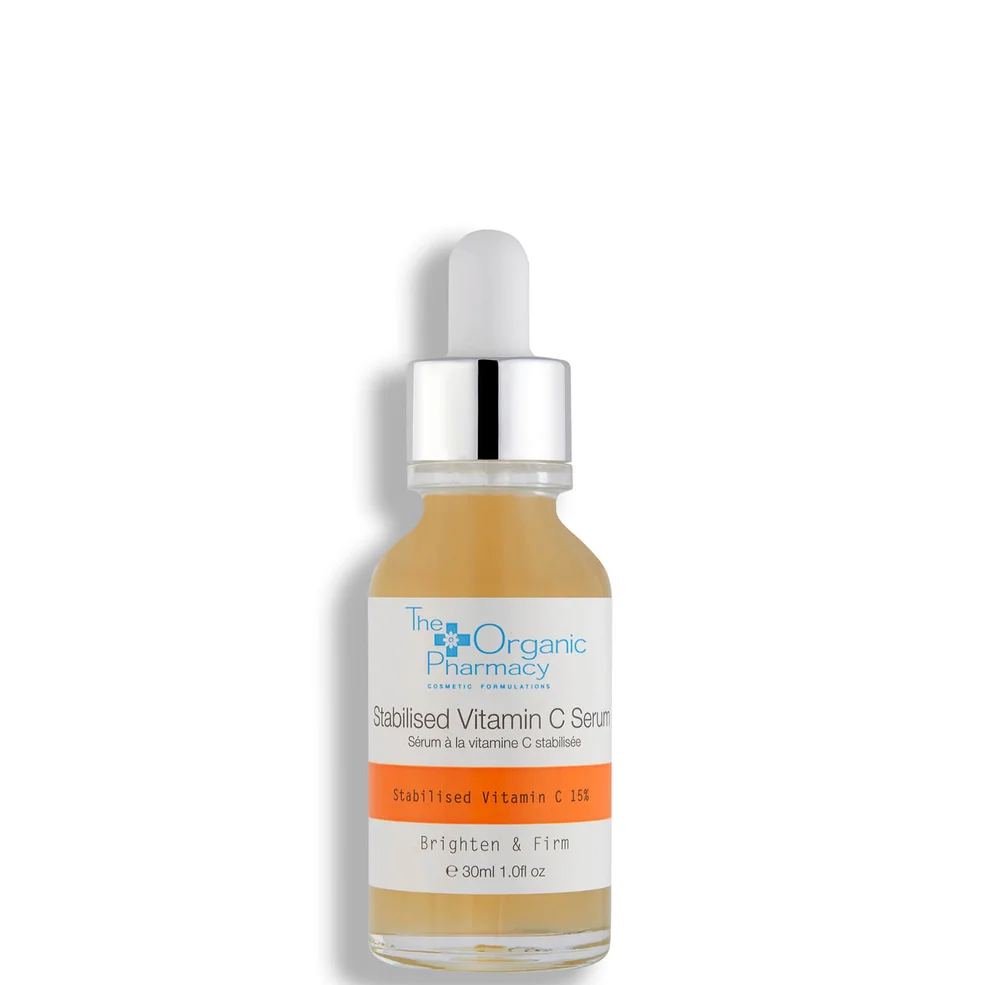 The Organic
Pharmacy
COSMETIC FORMULATIONS
Stabilised Vitamin C Serum
Sérum à la vitamine C stabilisée
Stabilised Vitamin C 15%
Brighten & Firm
℮ 30ml 1.0fl oz